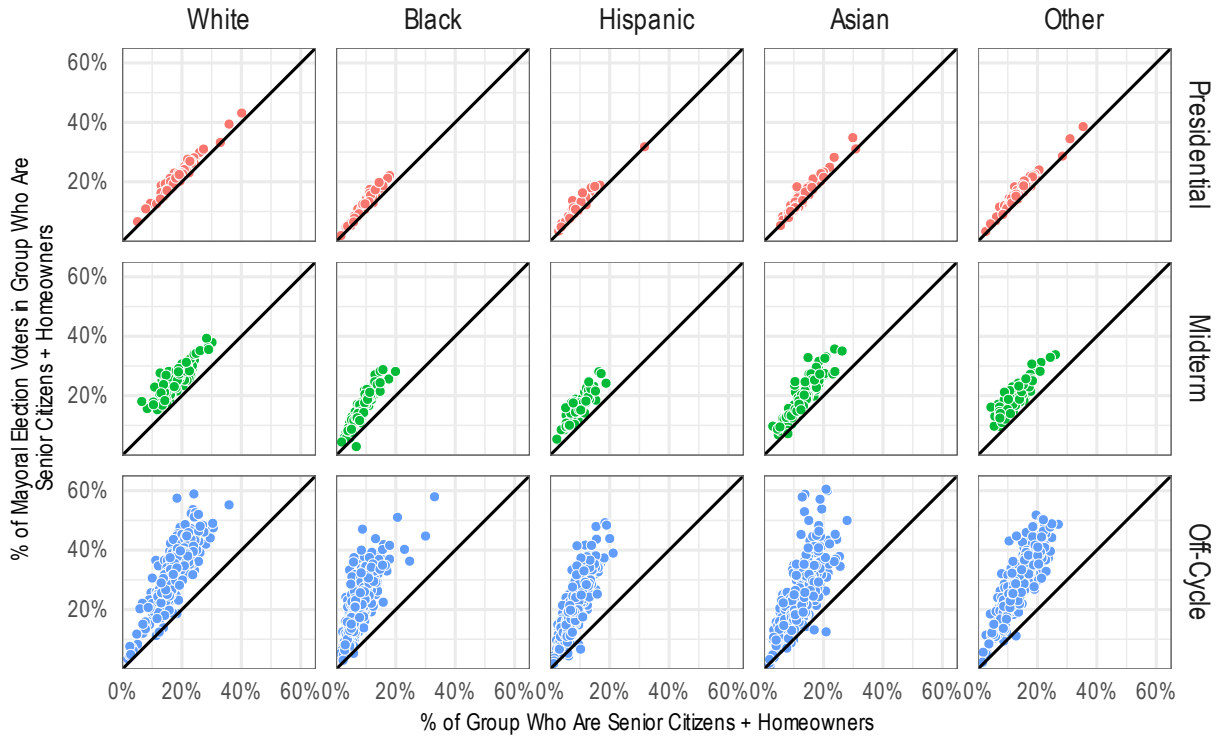 White Black Hispanic Asian Other
60%
40%
20%
Presidential
60%
40%
20%
Midterm
60%
40%
20%
Off-Cycle
% of Mayoral Election Voters in Group Who Are
Senior Citizens + Homeowners
0% 20% 40% 60% 0% 20% 40% 60% 0% 20% 40% 60% 0% 20% 40% 60% 0% 20% 40% 60%
% of Group Who Are Senior Citizens + Homeowners